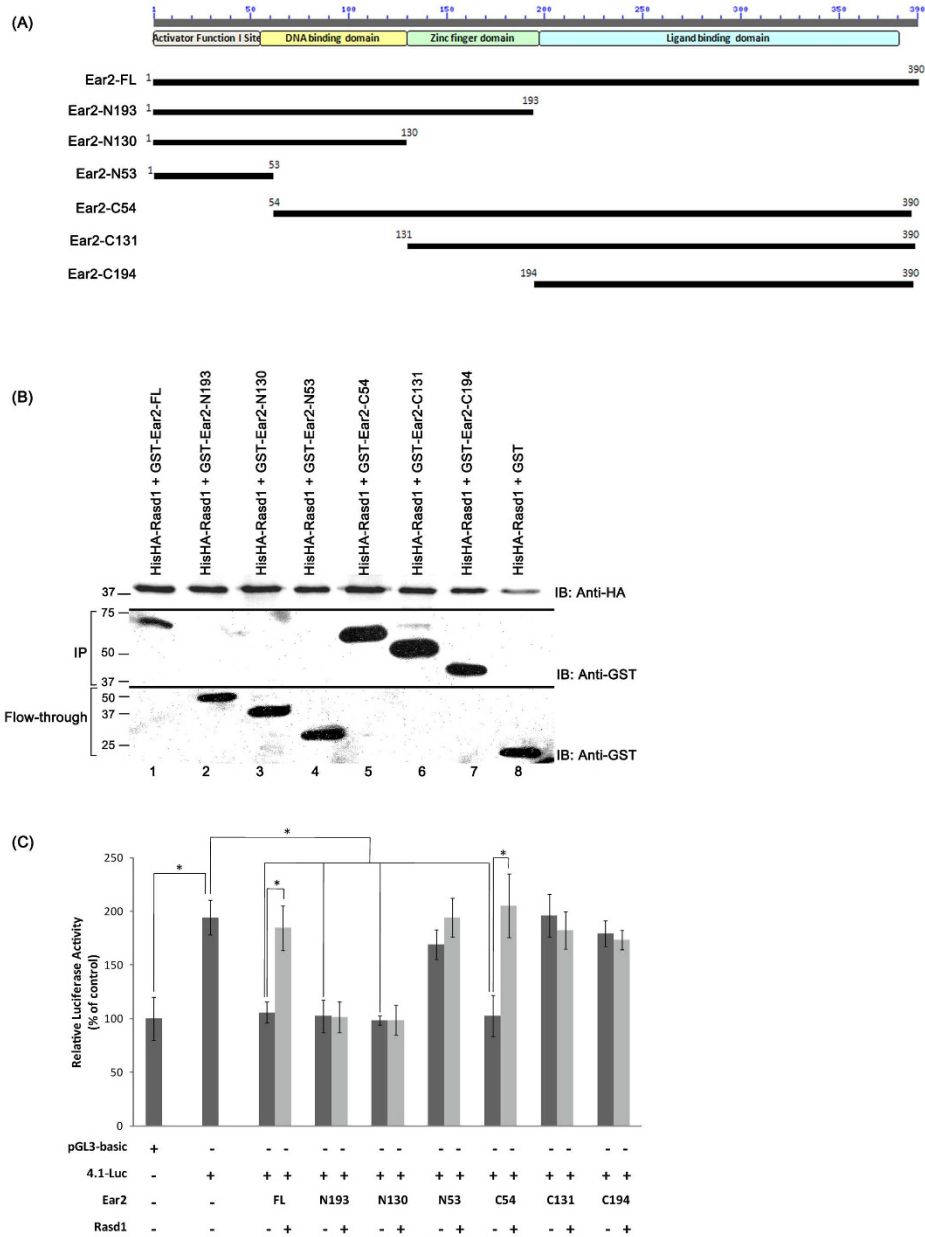 (A)
1 50 100 150 200 250 300 350 390
Activator Function I Site DNA binding domain Zinc finger domain Ligand binding domain
Ear2-FL 1 390
Ear2-N193 1 193
Ear2-N130 1 130
Ear2-N53 1 53
Ear2-C54 54 390
Ear2-C131 131 390
Ear2-C194 194 390
(B)
HisHA-Rasd1 + GST-Ear2-FL
HisHA-Rasd1 + GST-Ear2-N193
HisHA-Rasd1 + GST-Ear2-N130
HisHA-Rasd1 + GST-Ear2-N53
HisHA-Rasd1 + GST-Ear2-C54
HisHA-Rasd1 + GST-Ear2-C131
HisHA-Rasd1 + GST-Ear2-C194
HisHA-Rasd1 + GST
37 IB: Anti-HA
75
IP 50
37 IB: Anti-GST
50
Flow-through 37
25 IB: Anti-GST
1 2 3 4 5 6 7 8
(C)
* * * *
Relative Luciferase Activity
(% of control)
250
200
150
100
50
0
pGL3-basic + - - - - - - - - - - - - - - -
4.1-Luc - + + + + + + + + + + + + + + +
Ear2 - - FL N193 N130 N53 C54 C131 C194
Rasd1 - - - + - + - + - + - + - + - +